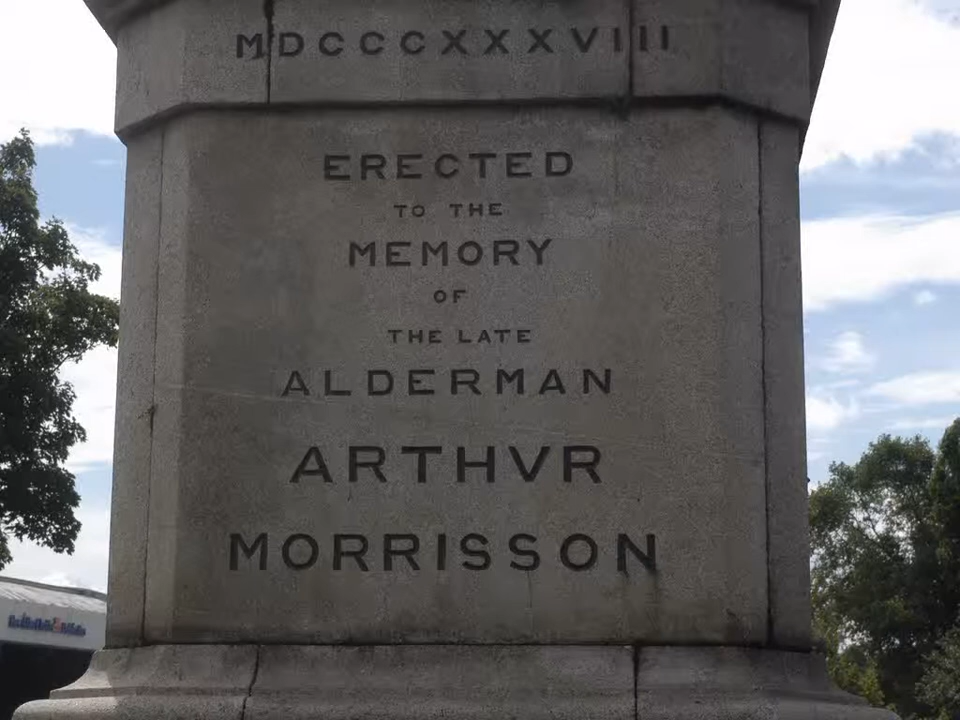 MDCCCXXXVIII
ERECTED
TO THE
MEMORY
OF
THE LATE
ALDERMAN
ARTHVR
MORRISSON